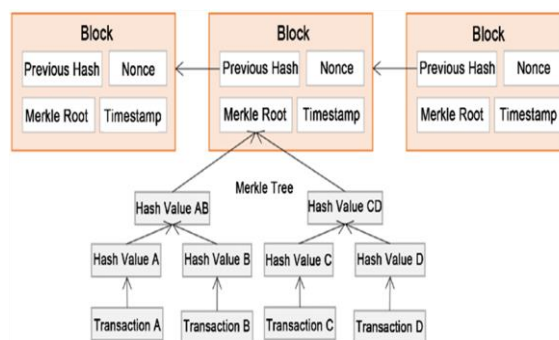 Block
Block
Block
Previous Hash
Nonce
Previous Hash
Nonce
Previous Hash
Nonce
Merkle Root
Timestamp
Merkle Root
Timestamp
Merkle Root
Timestamp
Merkle Tree
Hash Value AB
Hash Value CD
Hash Value A
Hash Value B
Hash Value C
Hash Value D
Transaction A
Transaction B
Transaction C
Transaction D